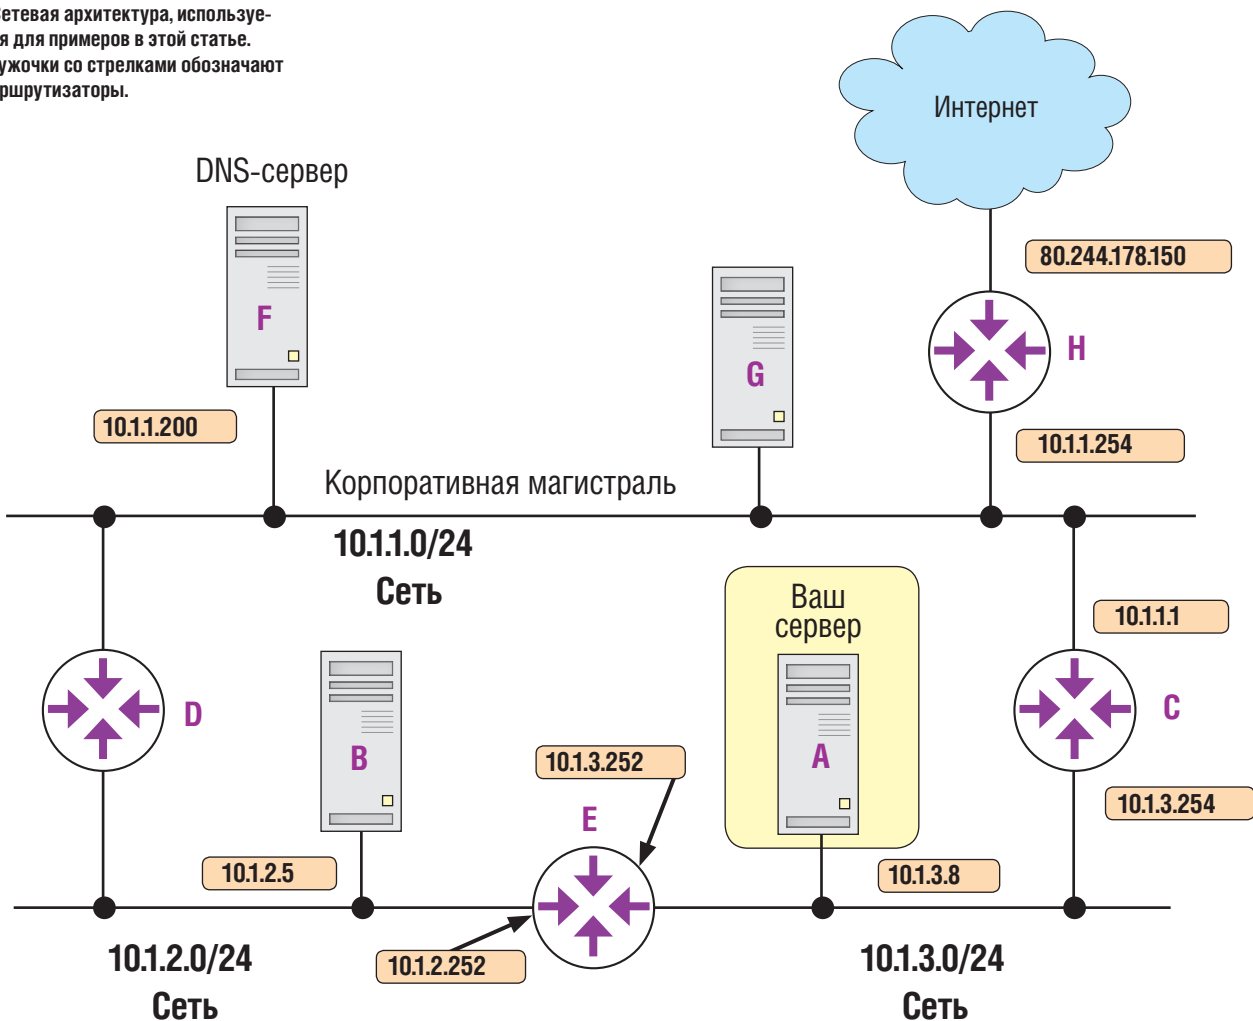 Сетевая архитектура, используе-
я для примеров в этой статье.
ужочки со стрелками обозначают
ршрутизаторы.
Интернет
DNS-сервер
80.244.178.150
F
G
H
10.1.1.200
10.1.1.254
Корпоративная магистраль
10.1.1.0/24
Сеть
Ваш
сервер
10.1.1.1
D
B
A
C
10.1.3.252
E
10.1.3.254
10.1.2.5
10.1.3.8
10.1.2.252
10.1.2.0/24
Сеть
10.1.3.0/24
Сеть